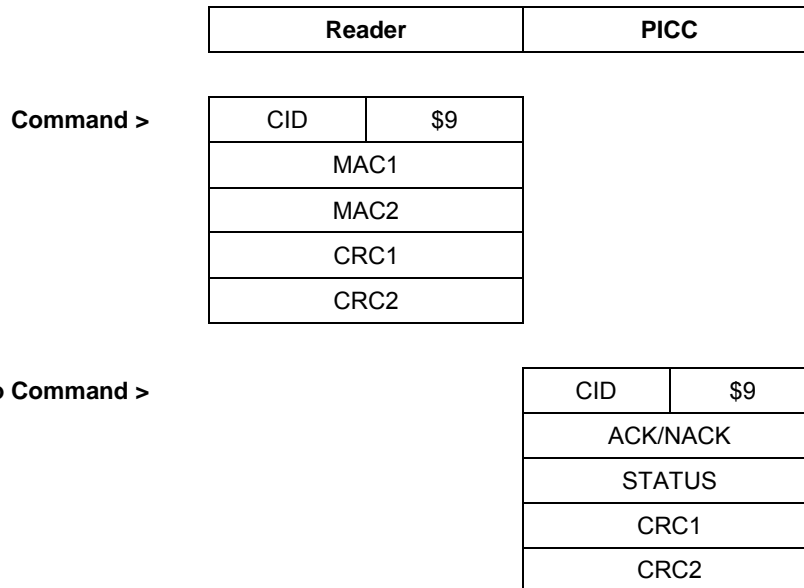 Reader PICC
Command > CID $9
MAC1
MAC2
CRC1
CRC2
Command > CID $9
ACK/NACK
STATUS
CRC1
CRC2